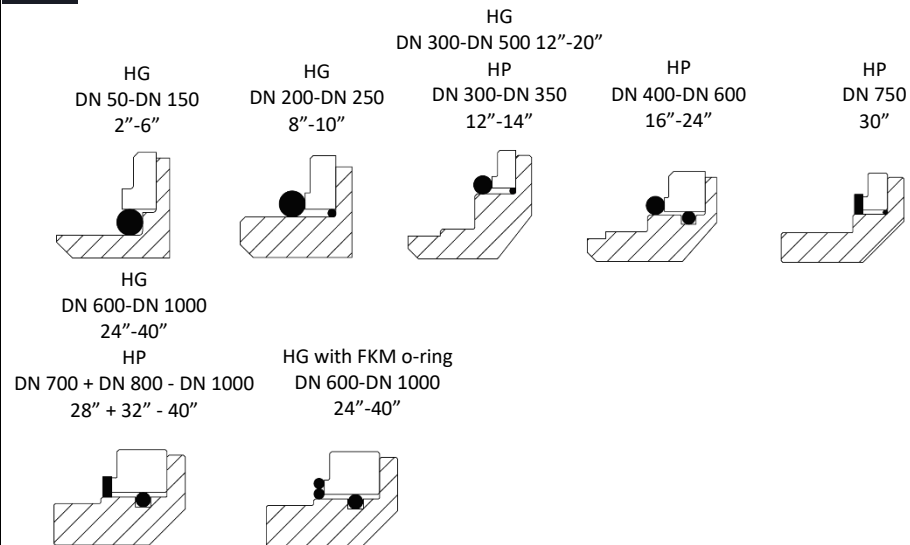 HG
DN 50-DN 150
2”-6”
HG
DN 200-DN 250
8”-10”
HG
DN 300-DN 500 12”-20”
HP
DN 300-DN 350
12”-14”
HP
DN 400-DN 600
16”-24”
HP
DN 750
30”
HG
DN 600-DN 1000
24”-40”
HP
DN 700 + DN 800 - DN 1000
28” + 32” - 40”
HG with FKM o-ring
DN 600-DN 1000
24”-40”